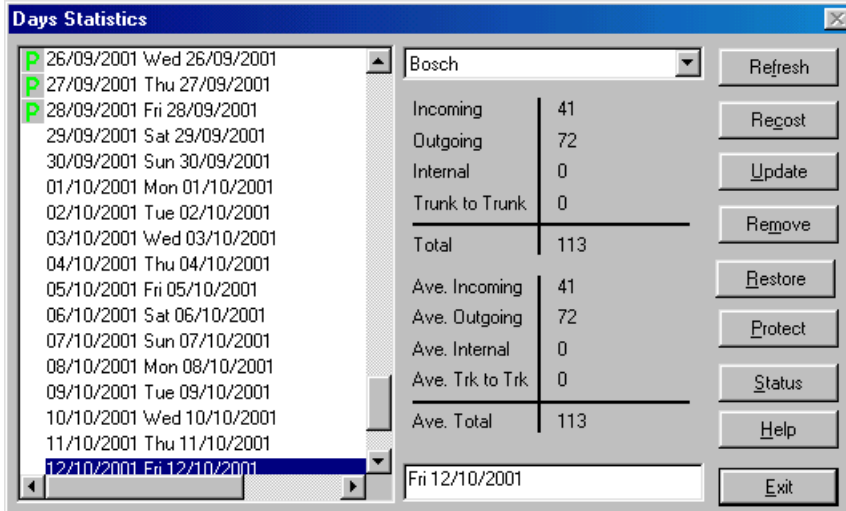 Days Statistics
P 26/09/2001 Wed 26/09/2001
P 27/09/2001 Thu 27/09/2001
P 28/09/2001 Fri 28/09/2001
29/09/2001 Sat 29/09/2001
30/09/2001 Sun 30/09/2001
01/10/2001 Mon 01/10/2001
02/10/2001 Tue 02/10/2001
03/10/2001 Wed 03/10/2001
04/10/2001 Thu 04/10/2001
05/10/2001 Fri 05/10/2001
06/10/2001 Sat 06/10/2001
07/10/2001 Sun 07/10/2001
08/10/2001 Mon 08/10/2001
09/10/2001 Tue 09/10/2001
10/10/2001 Wed 10/10/2001
11/10/2001 Thu 11/10/2001
12/10/2001 Fri 12/10/2001
Bosch
Incoming 41
Outgoing 72
Internal 0
Trunk to Trunk 0
Total 113
Ave. Incoming 41
Ave. Outgoing 72
Ave. Internal 0
Ave. Trk to Trk 0
Ave. Total 113
Fri 12/10/2001
Refresh
Recost
Update
Remove
Restore
Protect
Status
Help
Exit